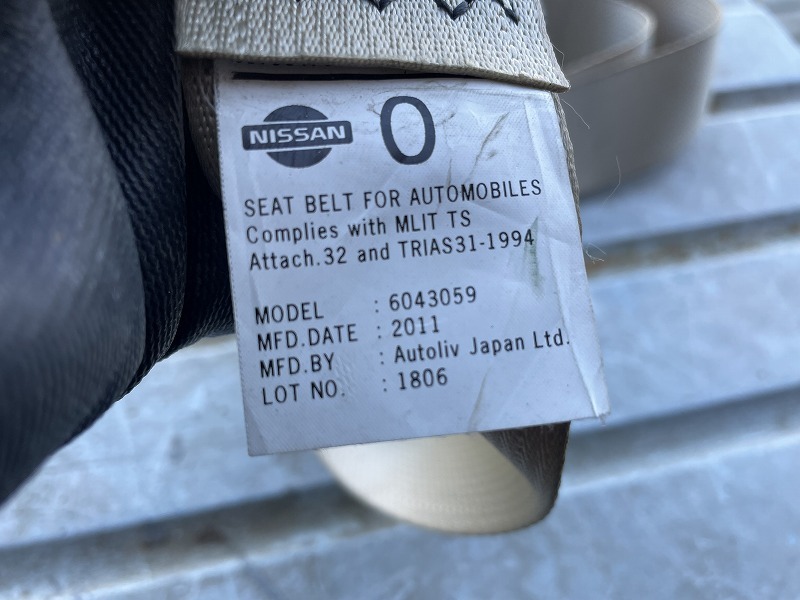 NISSAN 0
SEAT BELT FOR AUTOMOBILES
Complies with MLIT TS
Attach.32 and TRIAS31-1994
MODEL : 6043059
MFD.DATE : 2011
MFD.BY : Autoliv Japan Ltd.
LOT NO. : 1806